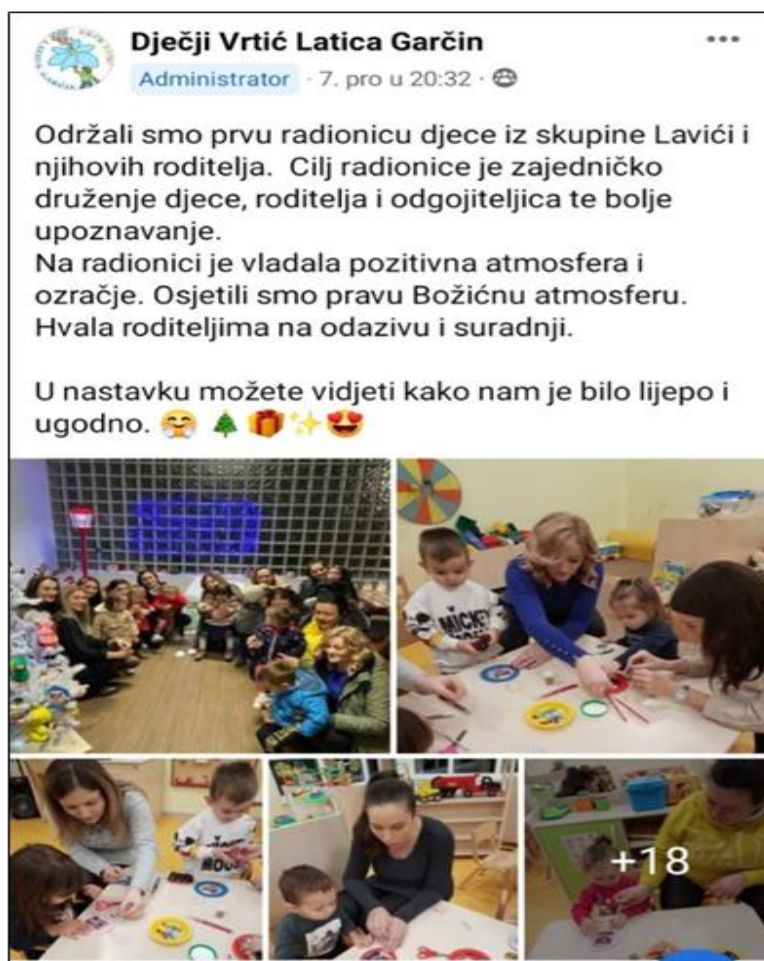 Dječji Vrtić Latica Garčin
Administrator · 7. pro u 20:32 ·
Održali smo prvu radionicu djece iz skupine Lavići i
njihovih roditelja. Cilj radionice je zajedničko
druženje djece, roditelja i odgojiteljica te bolje
upoznavanje.
Na radionici je vladala pozitivna atmosfera i
ozračje. Osjetili smo pravu Božićnu atmosferu.
Hvala roditeljima na odazivu i suradnji.
U nastavku možete vidjeti kako nam je bilo lijepo i
ugodno. 🤗 🎄🎁✨😍
MICKEY
+18